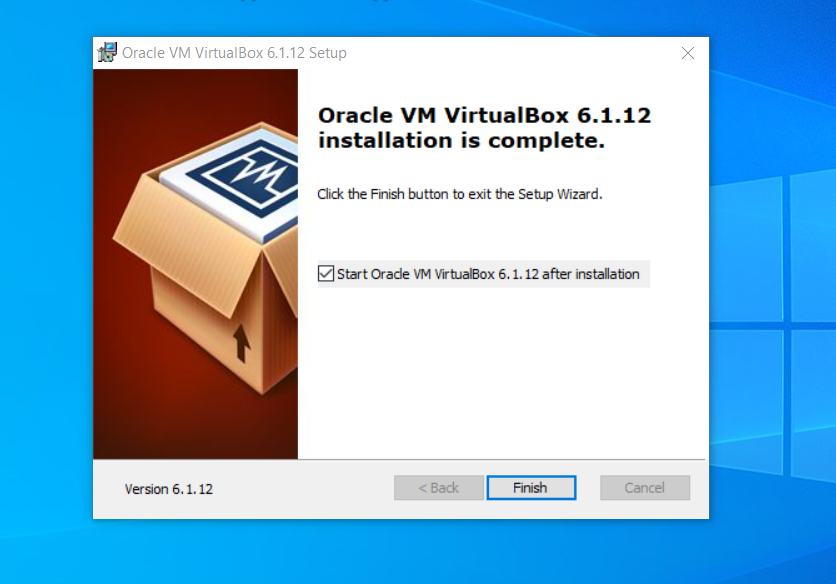 Oracle VM VirtualBox 6.1.12 Setup
Oracle VM VirtualBox 6.1.12
installation is complete.
Click the Finish button to exit the Setup Wizard.
Start Oracle VM VirtualBox 6.1.12 after installation
Version 6.1.12
< Back
Finish
Cancel